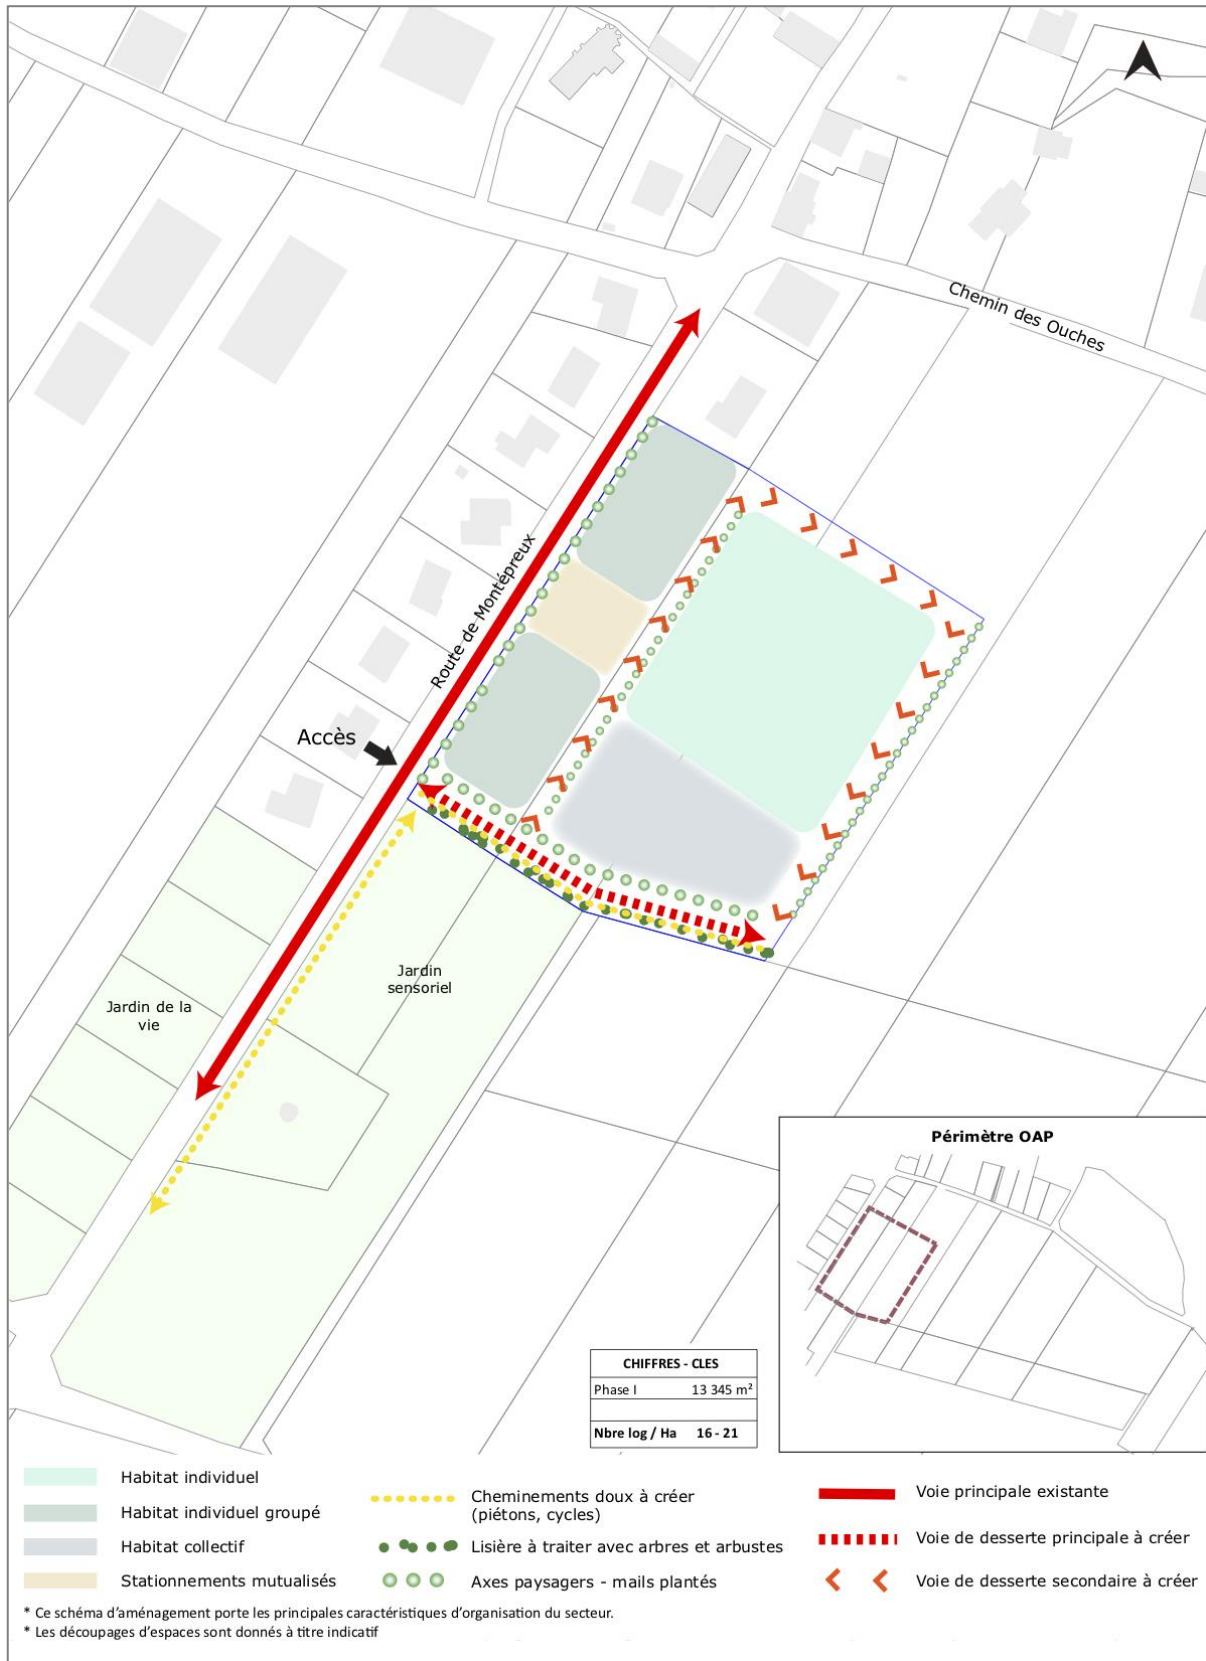 Chemin des Ouches
Route de Montépreux
Accès
Jardin
sensoriel
Jardin de la
vie
Périmètre OAP
CHIFFRES - CLES
Phase I 13 345 m²
Nbre log / Ha 16 - 21
Habitat individuel
Habitat individuel groupé
Habitat collectif
Stationnements mutualisés
Cheminements doux à créer
(piétons, cycles)
Lisière à traiter avec arbres et arbustes
Axes paysagers - mails plantés
Voie principale existante
Voie de desserte principale à créer
Voie de desserte secondaire à créer
* Ce schéma d'aménagement porte les principales caractéristiques d'organisation du secteur.
* Les découpages d'espaces sont donnés à titre indicatif